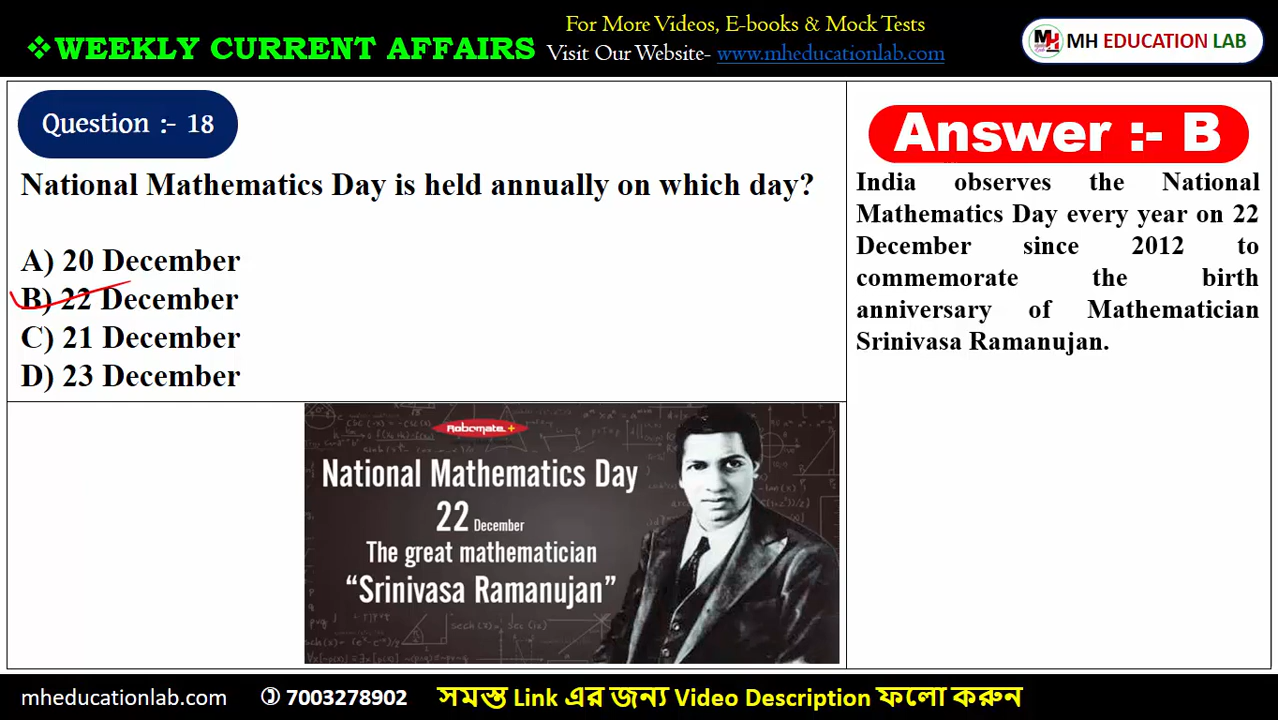 ❖WEEKLY CURRENT AFFAIRS
For More Videos, E-books & Mock Tests
Visit Our Website- www.mheducationlab.com
MH EDUCATION LAB
Question :- 18
National Mathematics Day is held annually on which day?
A) 20 December
B) 22 December
C) 21 December
D) 23 December
Answer :- B
India observes the National
Mathematics Day every year on 22
December since 2012 to
commemorate the birth
anniversary of Mathematician
Srinivasa Ramanujan.
Robomate+
National Mathematics Day
22 December
The great mathematician
“Srinivasa Ramanujan”
mheducationlab.com
7003278902
সমস্ত Link এর জন্য Video Description ফলো করুন